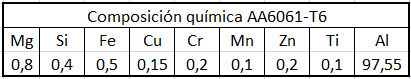 Composición química AA6061-T6
Mg Si Fe Cu Cr Mn Zn Ti Al
0,8 0,4 0,5 0,15 0,2 0,1 0,2 0,1 97,55